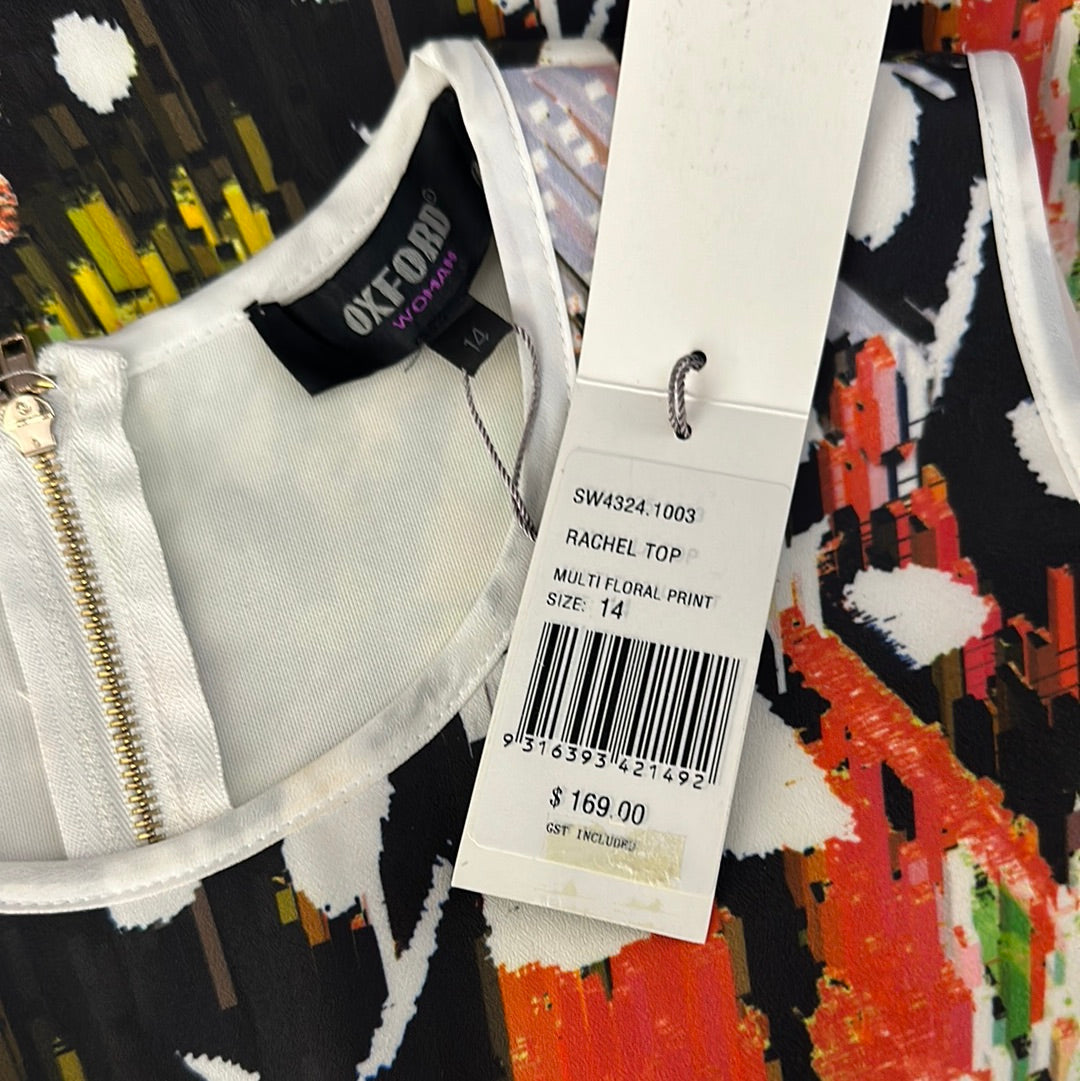 OXFORD®
WOMAN
14
SW4324.1003
RACHEL TOP
MULTI FLORAL PRINT
SIZE: 14
9 316393 421492
$ 169.00
GST INCLUDED